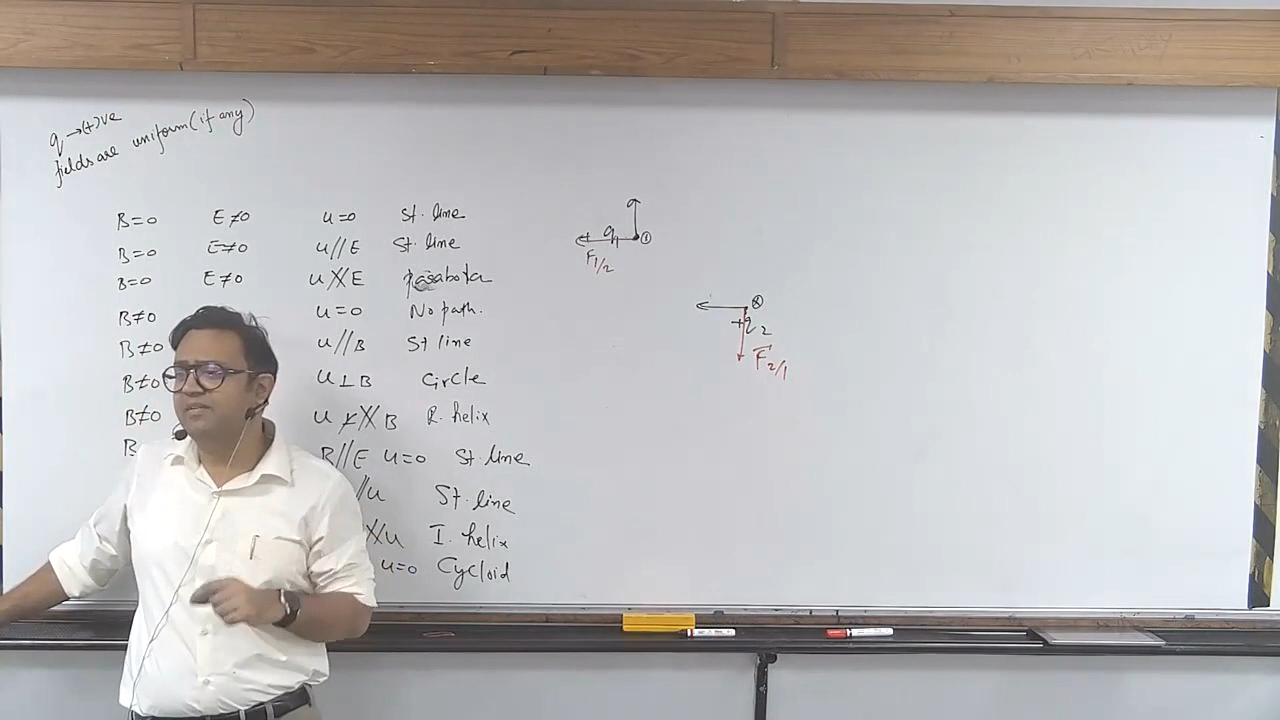 q → (+)ve
fields are uniform (if any)
B=0 E≠0 u=0 St. line
B=0 E≠0 u//E St. line
B=0 E≠0 u∦E parabola
B≠0 u=0 No path.
B≠0 u//B St line
B≠0 u⊥B Circle
B≠0 u⊥̸∦B R. helix
B B//E u=0 St. line
//u St. line
∦u I. helix
u=0 Cycloid
+ q1 ⊙
F1/2
⊗
+q2
F⃗2/1